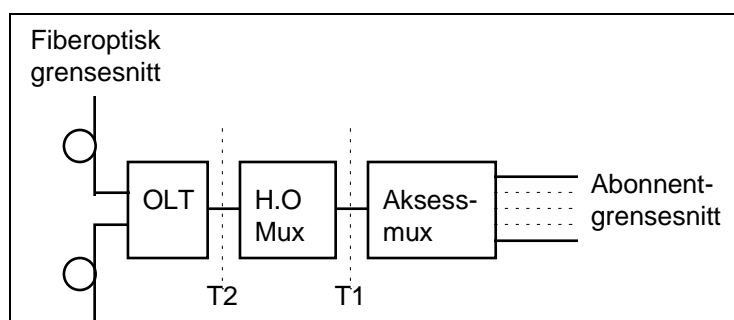 Fiberoptisk
grensesnitt
OLT
H.O
Mux
Aksess-
mux
Abonnent-
grensesnitt
T2
T1